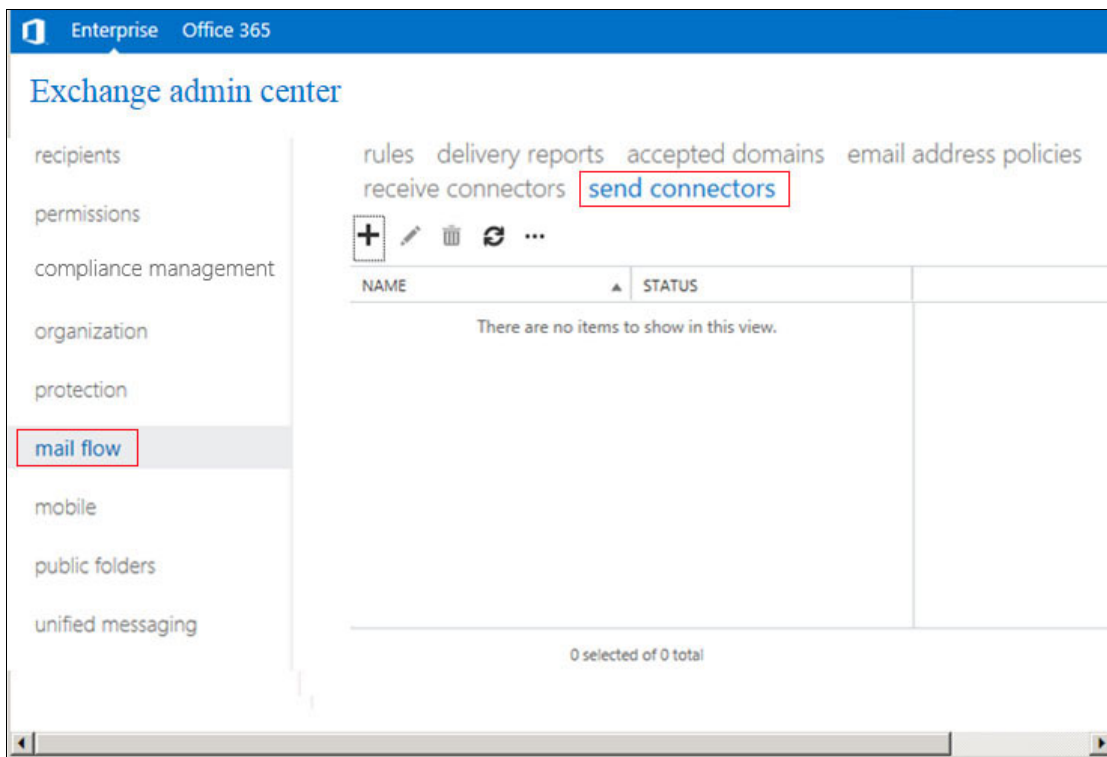 Enterprise Office 365
Exchange admin center
recipients
permissions
compliance management
organization
protection
mail flow
mobile
public folders
unified messaging
rules delivery reports accepted domains email address policies
receive connectors send connectors
NAME STATUS
There are no items to show in this view.
0 selected of 0 total